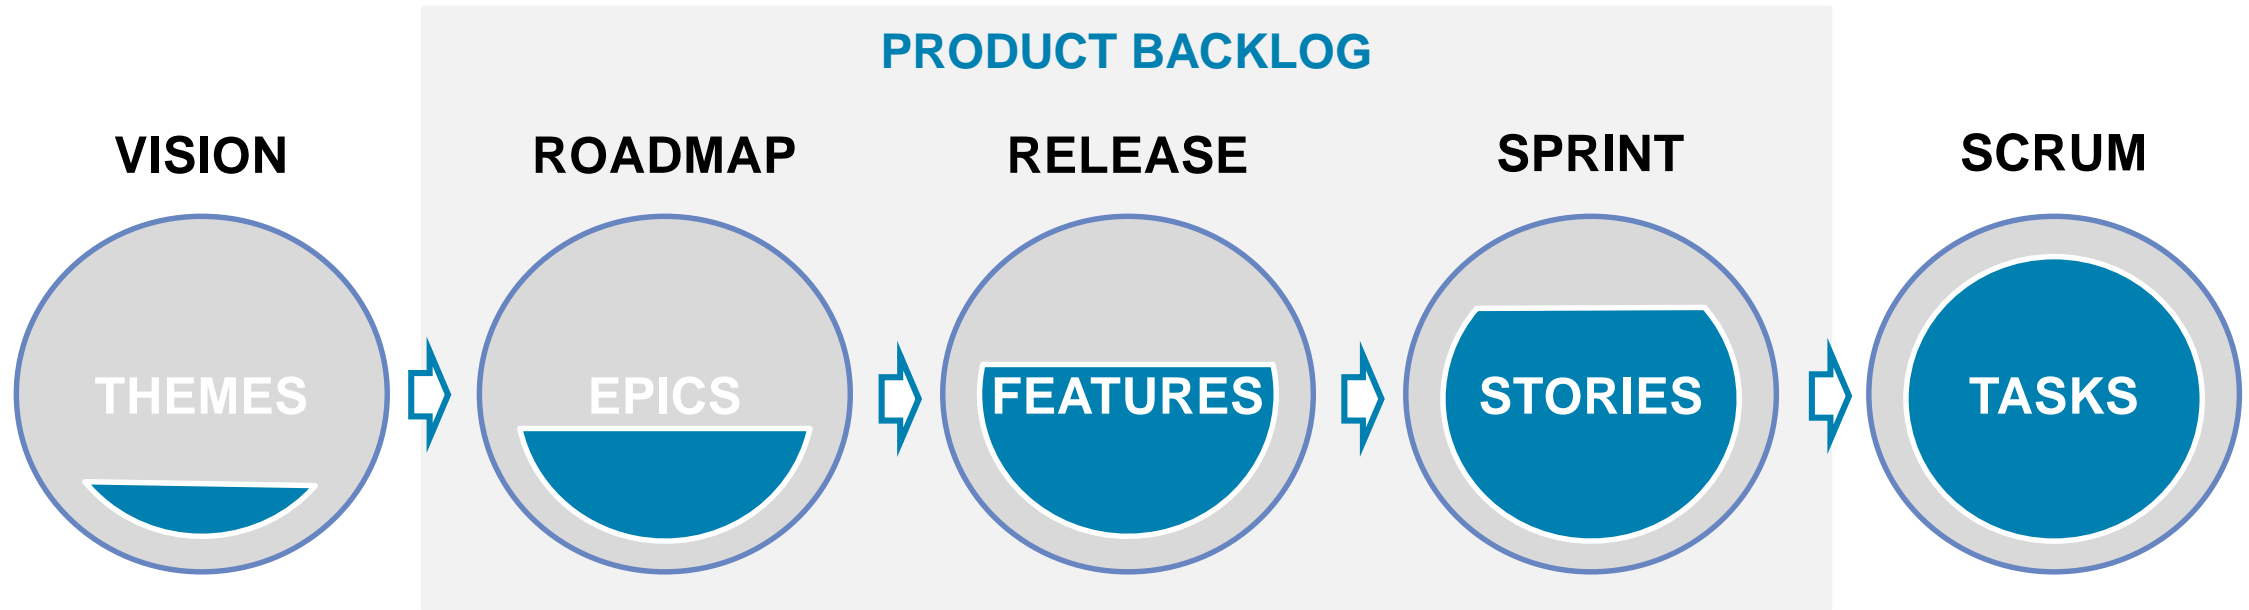 PRODUCT BACKLOG
VISION
ROADMAP
RELEASE
SPRINT
SCRUM
THEMES
EPICS
FEATURES
STORIES
TASKS